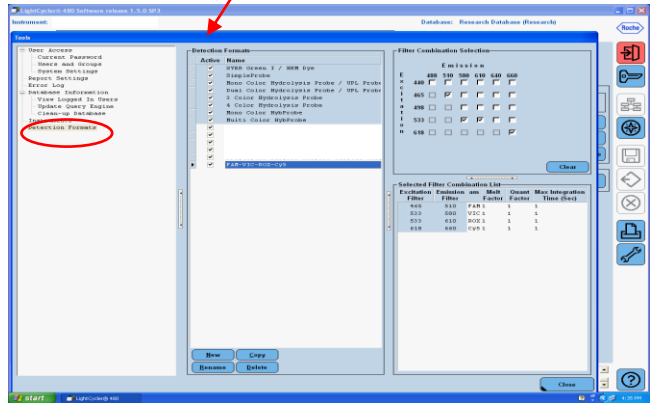 LightCycler® 480 Software release 1.5.0 SP3
Instrument:
Database: Research Database (Research)
Roche
Tools
User Access
Current Password
Users and Groups
System Settings
Report Settings
Error Log
Database Information
View Logged In Users
Update Query Engine
Clean-up Database
Instruments
Detection Formats
Detection Formats
Active Name
SYBR Green I / HRM Dye
SimpleProbe
Mono Color Hydrolysis Probe / UPL Probe
Dual Color Hydrolysis Probe / UPL Probe
3 Color Hydrolysis Probe
4 Color Hydrolysis Probe
Mono Color HybProbe
Multi Color HybProbe
FAM-VIC-ROX-Cy5
New Copy
Rename Delete
Filter Combination Selection
Emission
Excitation
488 510 580 610 640 660
440
465
498
533
618
Clear
Selected Filter Combination List
Excitation Filter Emission Filter am Melt Factor Quant Factor Max Integration Time (Sec)
465 510 FAM 1 1 1
533 580 VIC 1 1 1
533 610 ROX 1 1 1
618 660 Cy5 1 1 1
Close
start
LightCycler® 480
4:35 PM